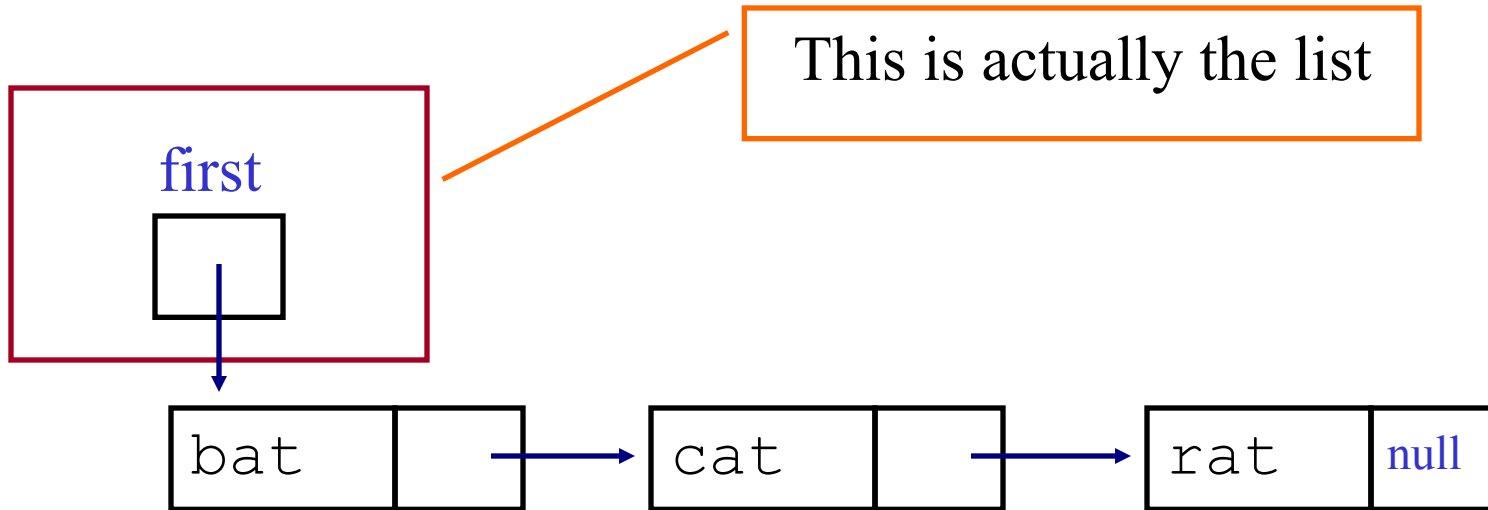 This is actually the list
first
bat
cat
rat
null